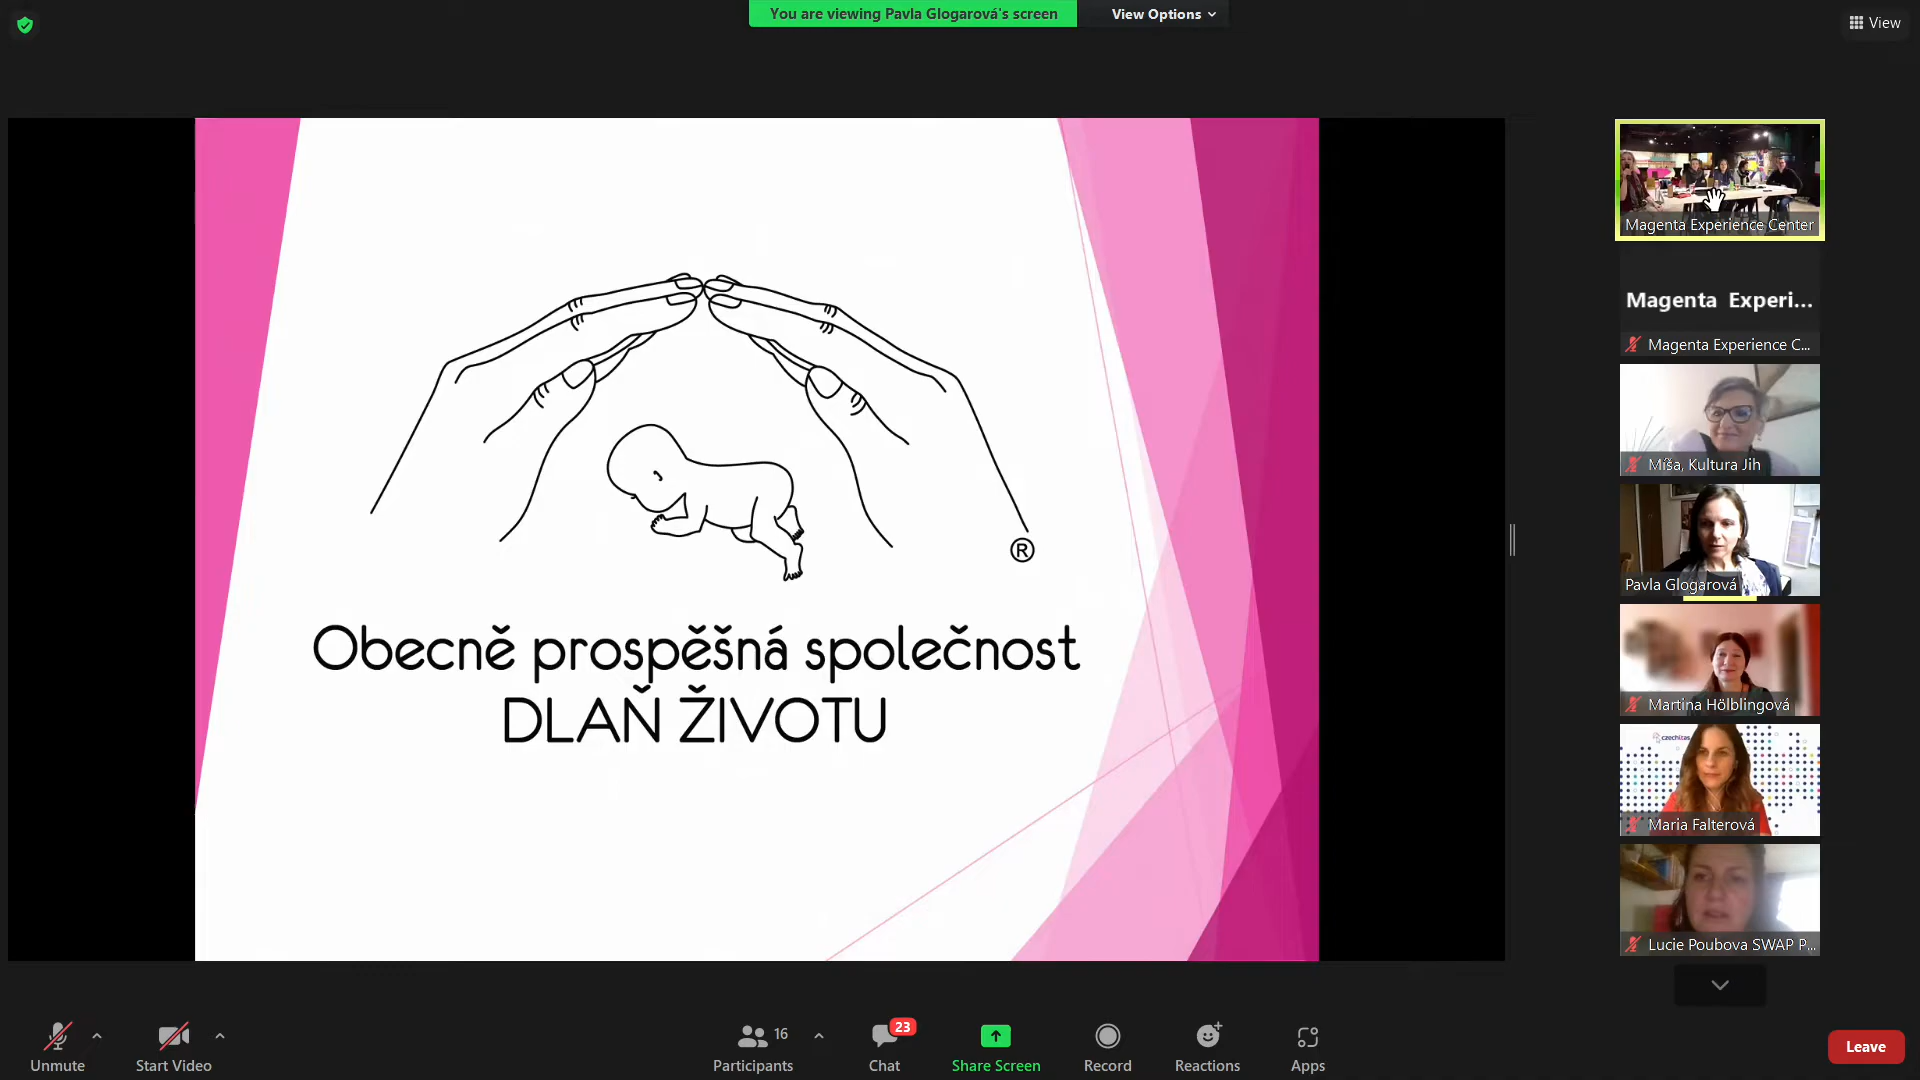 You are viewing Pavla Glogarová's screen
View Options
View
Magenta Experience Center
Magenta Experi...
Magenta Experience C...
Míša, Kultura Jih
Pavla Glogarová
Martina Hölblingová
czechitas
Maria Falterová
Lucie Poubova SWAP P...
®
Obecně prospěšná společnost
DLAŇ ŽIVOTU
Unmute
Start Video
16
Participants
23
Chat
Share Screen
Record
Reactions
Apps
Leave